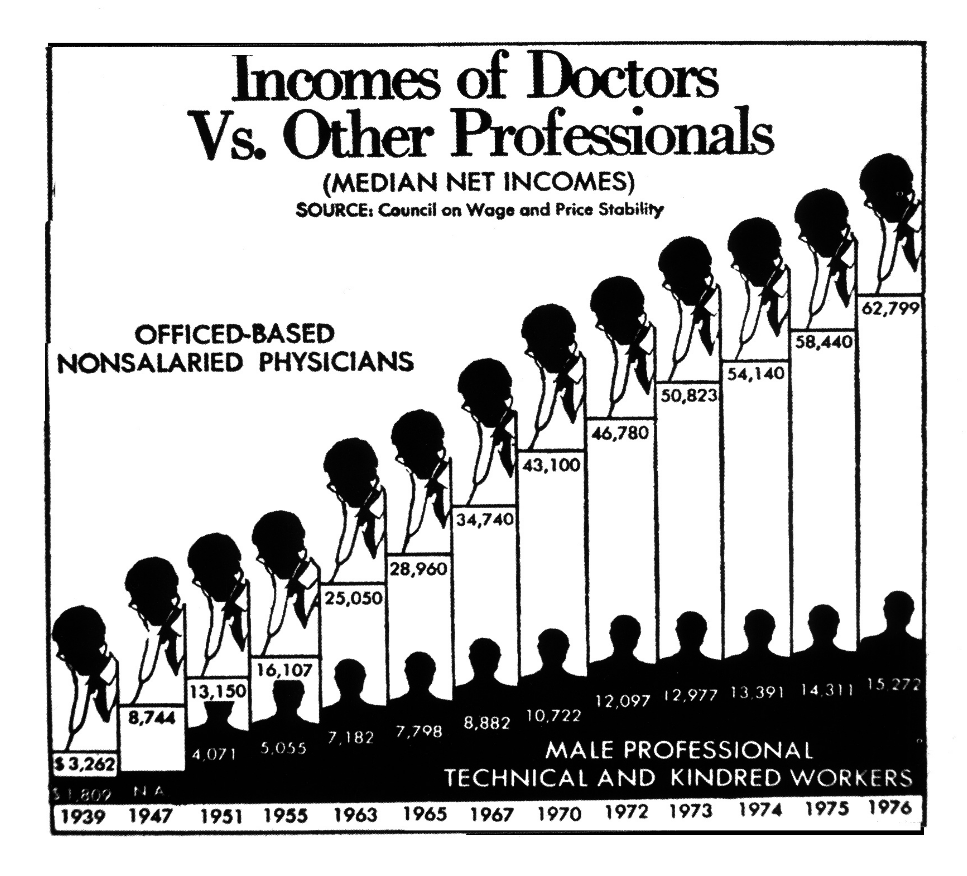 Incomes of Doctors
Vs. Other Professionals
(MEDIAN NET INCOMES)
SOURCE: Council on Wage and Price Stability
OFFICED-BASED
NONSALARIED PHYSICIANS
$3,262
8,744
13,150
16,107
25,050
28,960
34,740
43,100
46,780
50,823
54,140
58,440
62,799
$1,809
N.A.
4,071
5,055
7,182
7,798
8,882
10,722
12,097
12,977
13,391
14,311
15,272
MALE PROFESSIONAL
TECHNICAL AND KINDRED WORKERS
1939 1947 1951 1955 1963 1965 1967 1970 1972 1973 1974 1975 1976